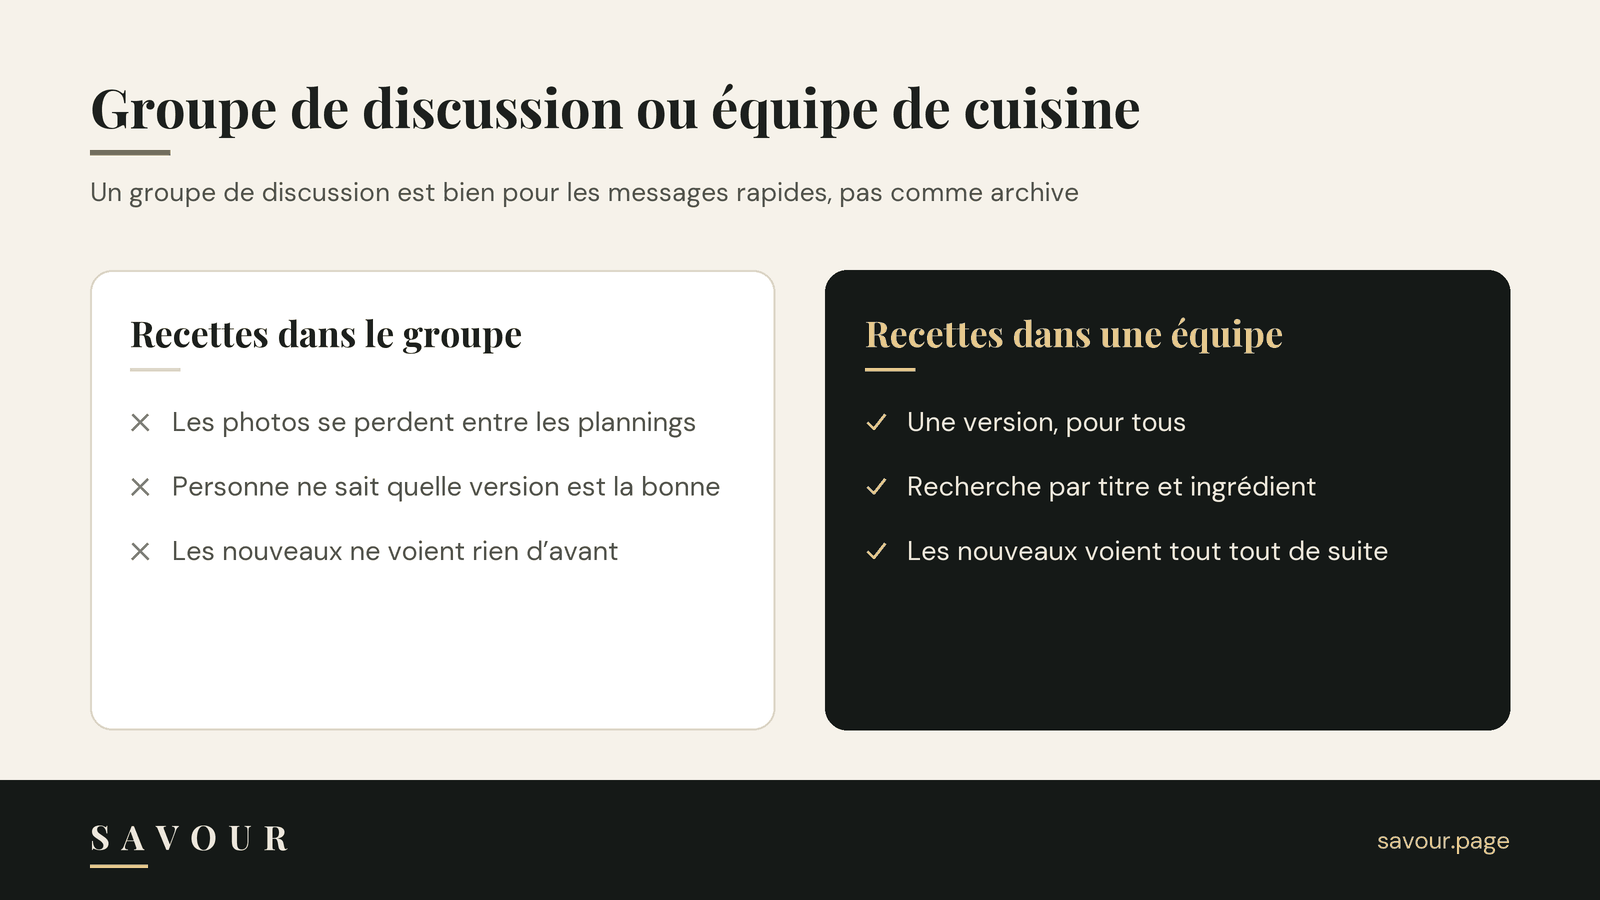 Groupe de discussion ou équipe de cuisine
Un groupe de discussion est bien pour les messages rapides, pas comme archive
Recettes dans le groupe
Les photos se perdent entre les plannings
Personne ne sait quelle version est la bonne
Les nouveaux ne voient rien d’avant
Recettes dans une équipe
Une version, pour tous
Recherche par titre et ingrédient
Les nouveaux voient tout tout de suite
SAVOUR
savour.page